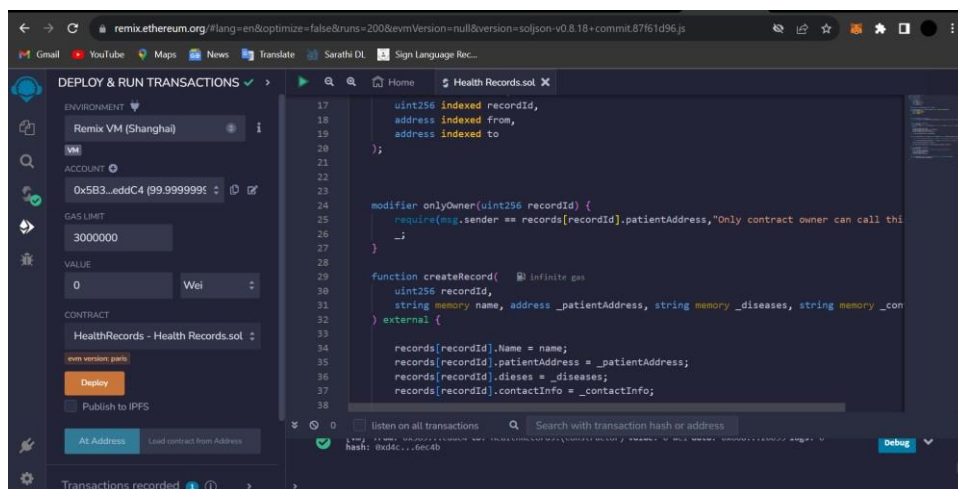 remix.ethereum.org/#lang=en&optimize=false&runs=200&evmVersion=null&version=soljson-v0.8.18+commit.87f61d96.js
Gmail YouTube Maps News Translate Sarathi DL Sign Language Rec...
DEPLOY & RUN TRANSACTIONS
ENVIRONMENT
Remix VM (Shanghai)
VM
ACCOUNT
0x5B3...eddC4 (99.9999999
GAS LIMIT
3000000
VALUE
0 Wei
CONTRACT
HealthRecords - Health Records.sol
evm version: paris
Deploy
Publish to IPFS
At Address Load contract from Address
Transactions recorded 1
Home Health Records.sol
17 uint256 indexed recordId,
18 address indexed from,
19 address indexed to
20 );
21
22
23
24 modifier onlyOwner(uint256 recordId) {
25 require(msg.sender == records[recordId].patientAddress,"Only contract owner can call thi
26 _;
27 }
28
29 function createRecord( infinite gas
30 uint256 recordId,
31 string memory name, address _patientAddress, string memory _diseases, string memory _con
32 ) external {
33
34 records[recordId].Name = name;
35 records[recordId].patientAddress = _patientAddress;
36 records[recordId].dieses = _diseases;
37 records[recordId].contactInfo = _contactInfo;
38
0 listen on all transactions Search with transaction hash or address
hash: 0xd4c...6ec4b
Debug